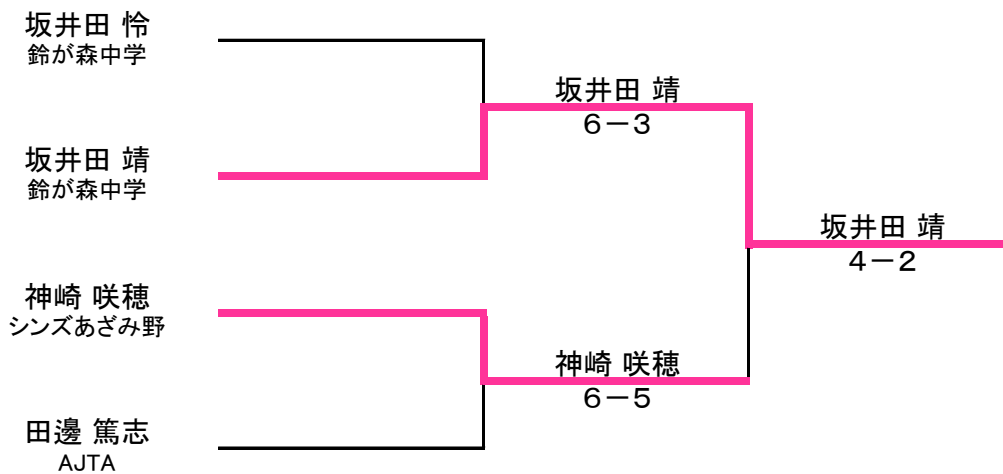 坂井田 怜
鈴が森中学
坂井田 靖
6－3
坂井田 靖
鈴が森中学
坂井田 靖
4－2
神崎 咲穂
シンズあざみ野
神崎 咲穂
6－5
田邊 篤志
AJTA